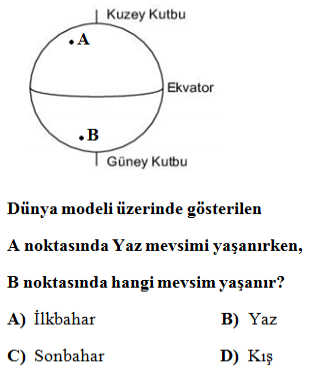 Kuzey Kutbu
A
Ekvator
B
Güney Kutbu
Dünya modeli üzerinde gösterilen
A noktasında Yaz mevsimi yaşanırken,
B noktasında hangi mevsim yaşanır?
A) İlkbahar B) Yaz
C) Sonbahar D) Kış